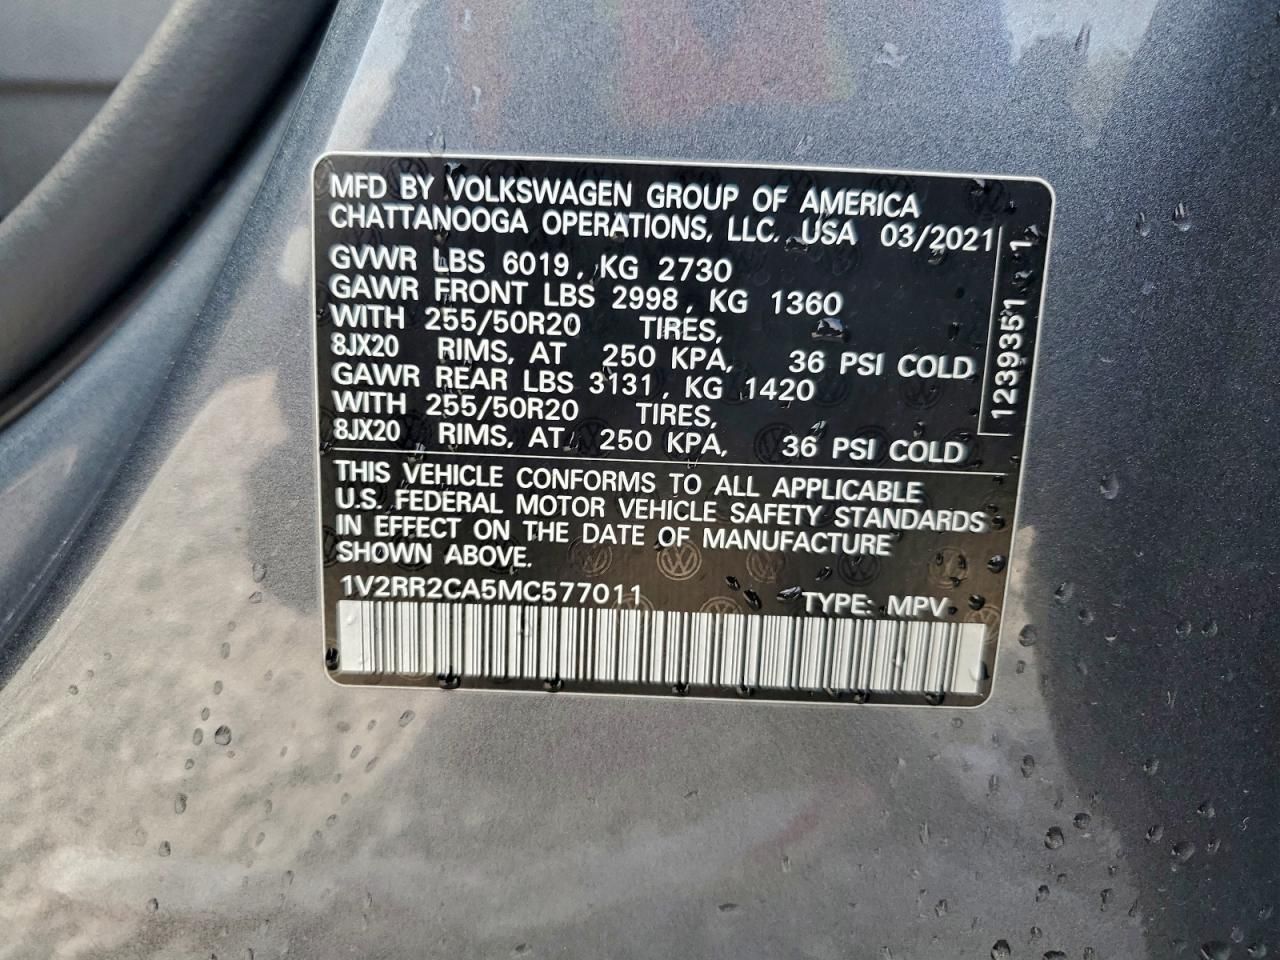 MFD BY VOLKSWAGEN GROUP OF AMERICA
CHATTANOOGA OPERATIONS, LLC. USA 03/2021
GVWR LBS 6019, KG 2730
GAWR FRONT LBS 2998, KG 1360
WITH 255/50R20 TIRES,
8JX20 RIMS, AT 250 KPA, 36 PSI COLD
GAWR REAR LBS 3131, KG 1420
WITH 255/50R20 TIRES,
8JX20 RIMS, AT 250 KPA, 36 PSI COLD
1239351
THIS VEHICLE CONFORMS TO ALL APPLICABLE
U.S. FEDERAL MOTOR VEHICLE SAFETY STANDARDS
IN EFFECT ON THE DATE OF MANUFACTURE
SHOWN ABOVE.
1V2RR2CA5MC577011 TYPE: MPV